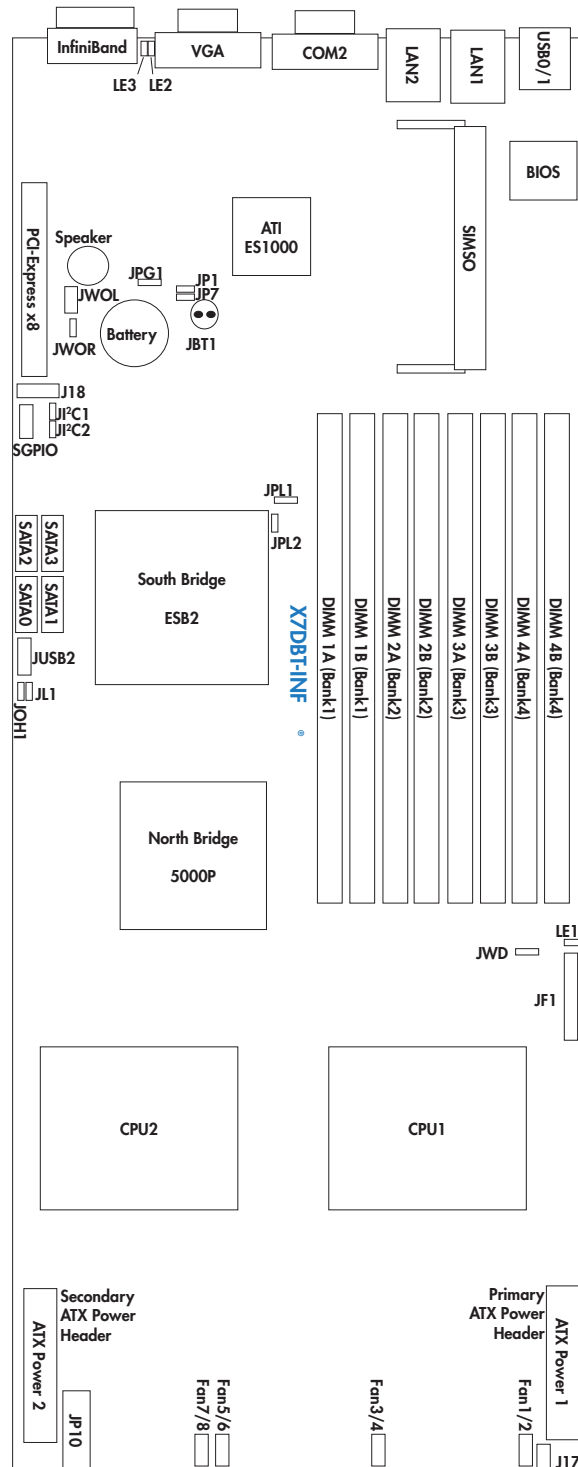 InfiniBand
VGA
COM2
LAN2
LAN1
USB0/1
LE3
LE2
BIOS
PCI-Express x8
Speaker
ATI
ES1000
SIMSO
JPG1
JP1
JP7
JWOL
Battery
JWOR
JBT1
J18
JI²C1
JI²C2
SGPIO
JPL1
JPL2
SATA2
SATA3
South Bridge
ESB2
SATA0
SATA1
X7DBT-INF
®
DIMM 1A (Bank1)
DIMM 1B (Bank1)
DIMM 2A (Bank2)
DIMM 2B (Bank2)
DIMM 3A (Bank3)
DIMM 3B (Bank3)
DIMM 4A (Bank4)
DIMM 4B (Bank4)
JUSB2
JL1
JOH1
North Bridge
5000P
LE1
JWD
JF1
CPU2
CPU1
Secondary
ATX Power
Header
Primary
ATX Power
Header
ATX Power 2
ATX Power 1
JP10
Fan7/8
Fan5/6
Fan3/4
Fan1/2
J17